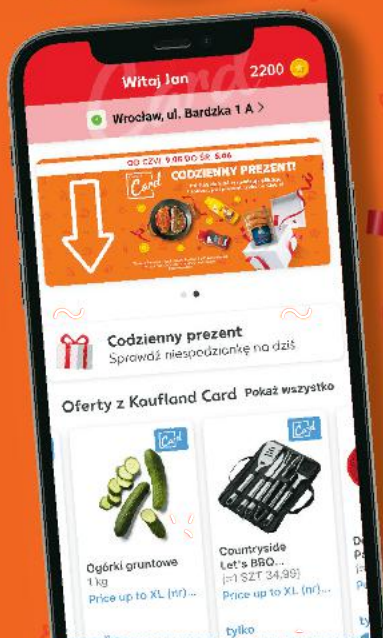 Witaj Jan
2200
Wrocław, ul. Bardzka 1 A >
Card
CODZIENNY PREZENT!
Codzienny prezent
Sprawdź niespodziankę na dziś
Oferty z Kaufland Card Pokaż wszystko
Card
Card
Ogórki gruntowe
1 kg
Price up to XL (nr)...
Countryside
Let's BBQ...
(=1 SZT 34,99)
Price up to XL (nr)...
tylko